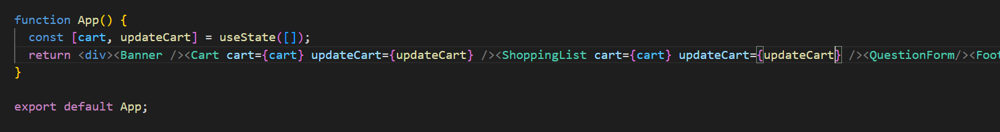 function App() {
const [cart, updateCart] = useState([]);
return <div><Banner /><Cart cart={cart} updateCart={updateCart} /><ShoppingList cart={cart} updateCart={updateCart} /><QuestionForm/><Foo
}
export default App;